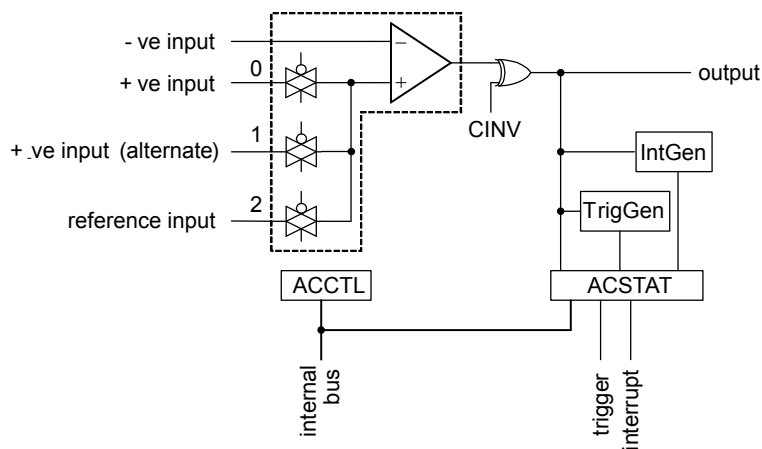 - ve input
−
0
+ ve input
+
output
CINV
1
+ ve input (alternate)
IntGen
2
reference input
TrigGen
ACCTL
ACSTAT
internal
bus
trigger
interrupt